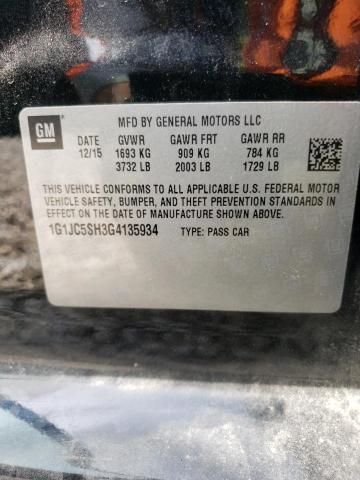 GM
MFD BY GENERAL MOTORS LLC
DATE GVWR GAWR FRT GAWR RR
12/15 1693 KG 909 KG 784 KG
3732 LB 2003 LB 1729 LB
THIS VEHICLE CONFORMS TO ALL APPLICABLE U.S. FEDERAL MOTOR
VEHICLE SAFETY, BUMPER, AND THEFT PREVENTION STANDARDS
IN EFFECT ON THE DATE OF MANUFACTURE SHOWN ABOVE.
1G1JC5SH3G4135934 TYPE: PASS CAR